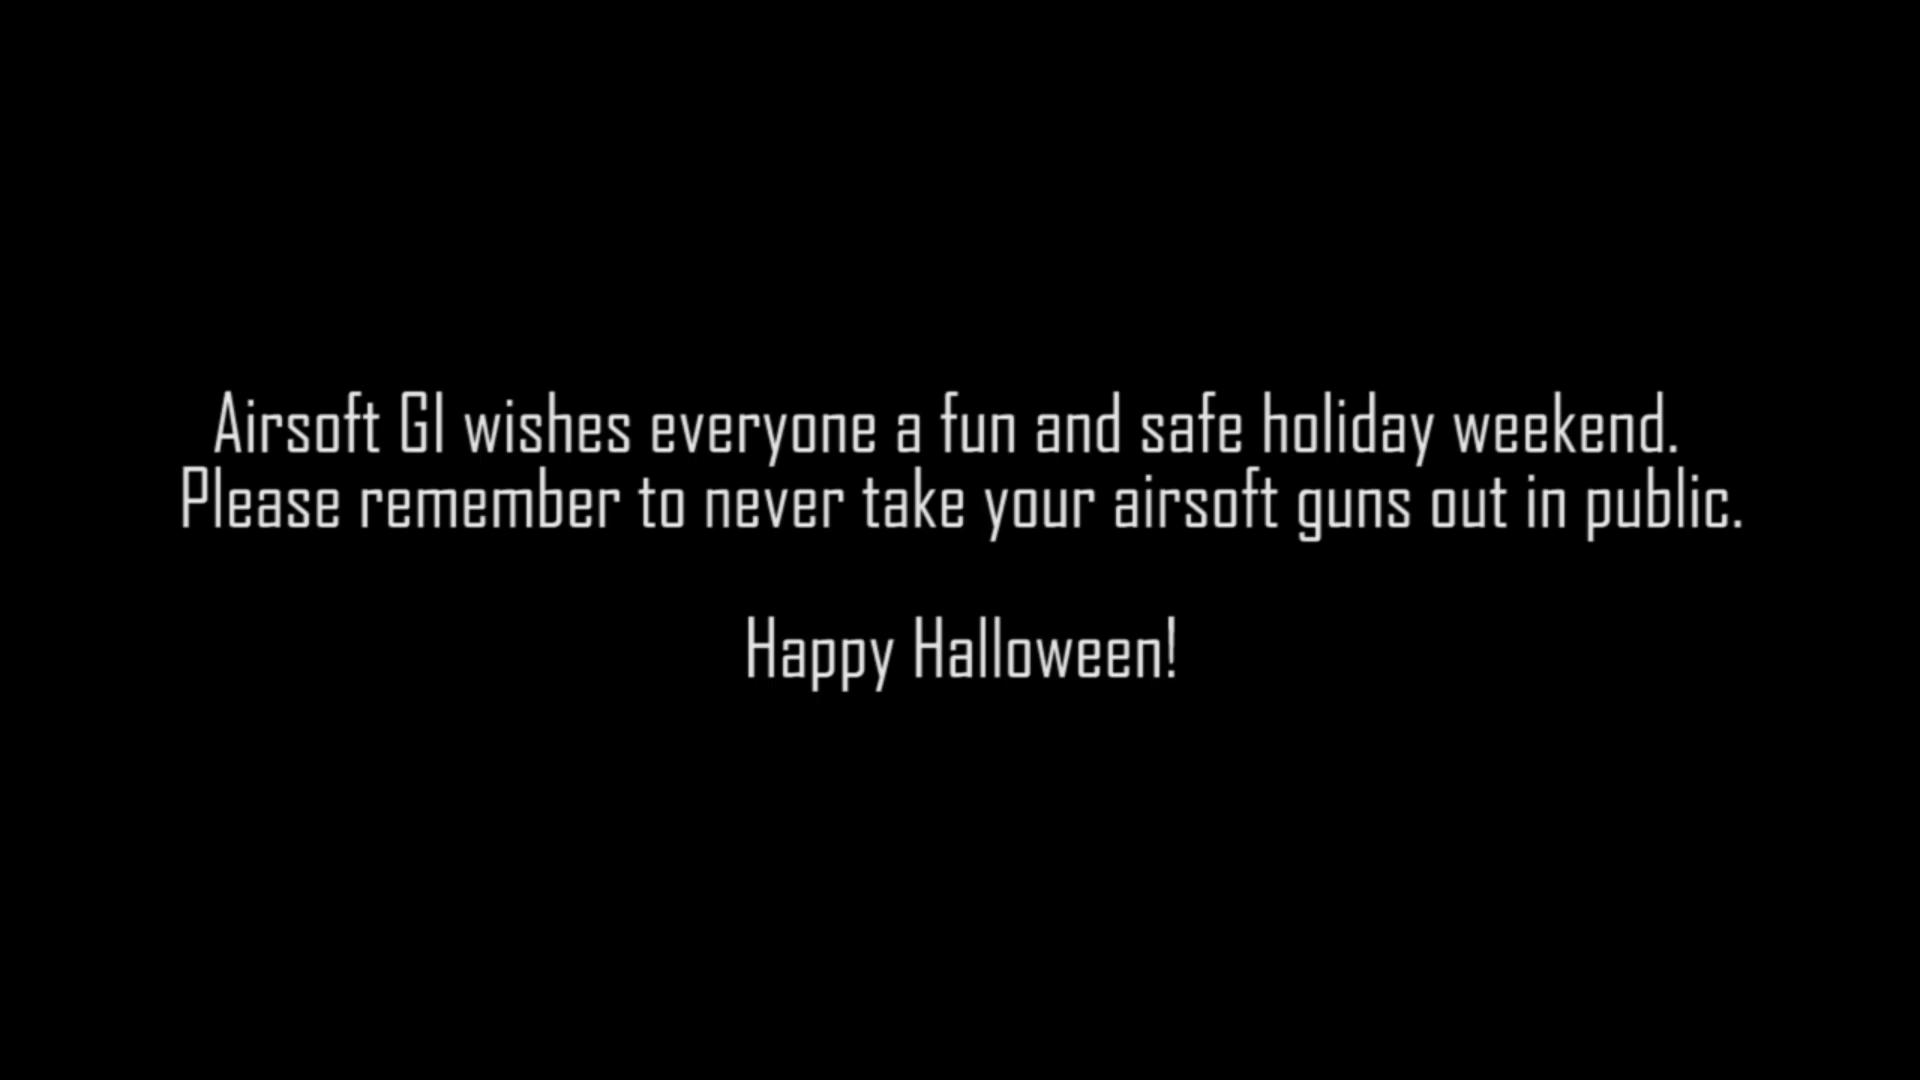 Airsoft GI wishes everyone a fun and safe holiday weekend.
Please remember to never take your airsoft guns out in public.
Happy Halloween!